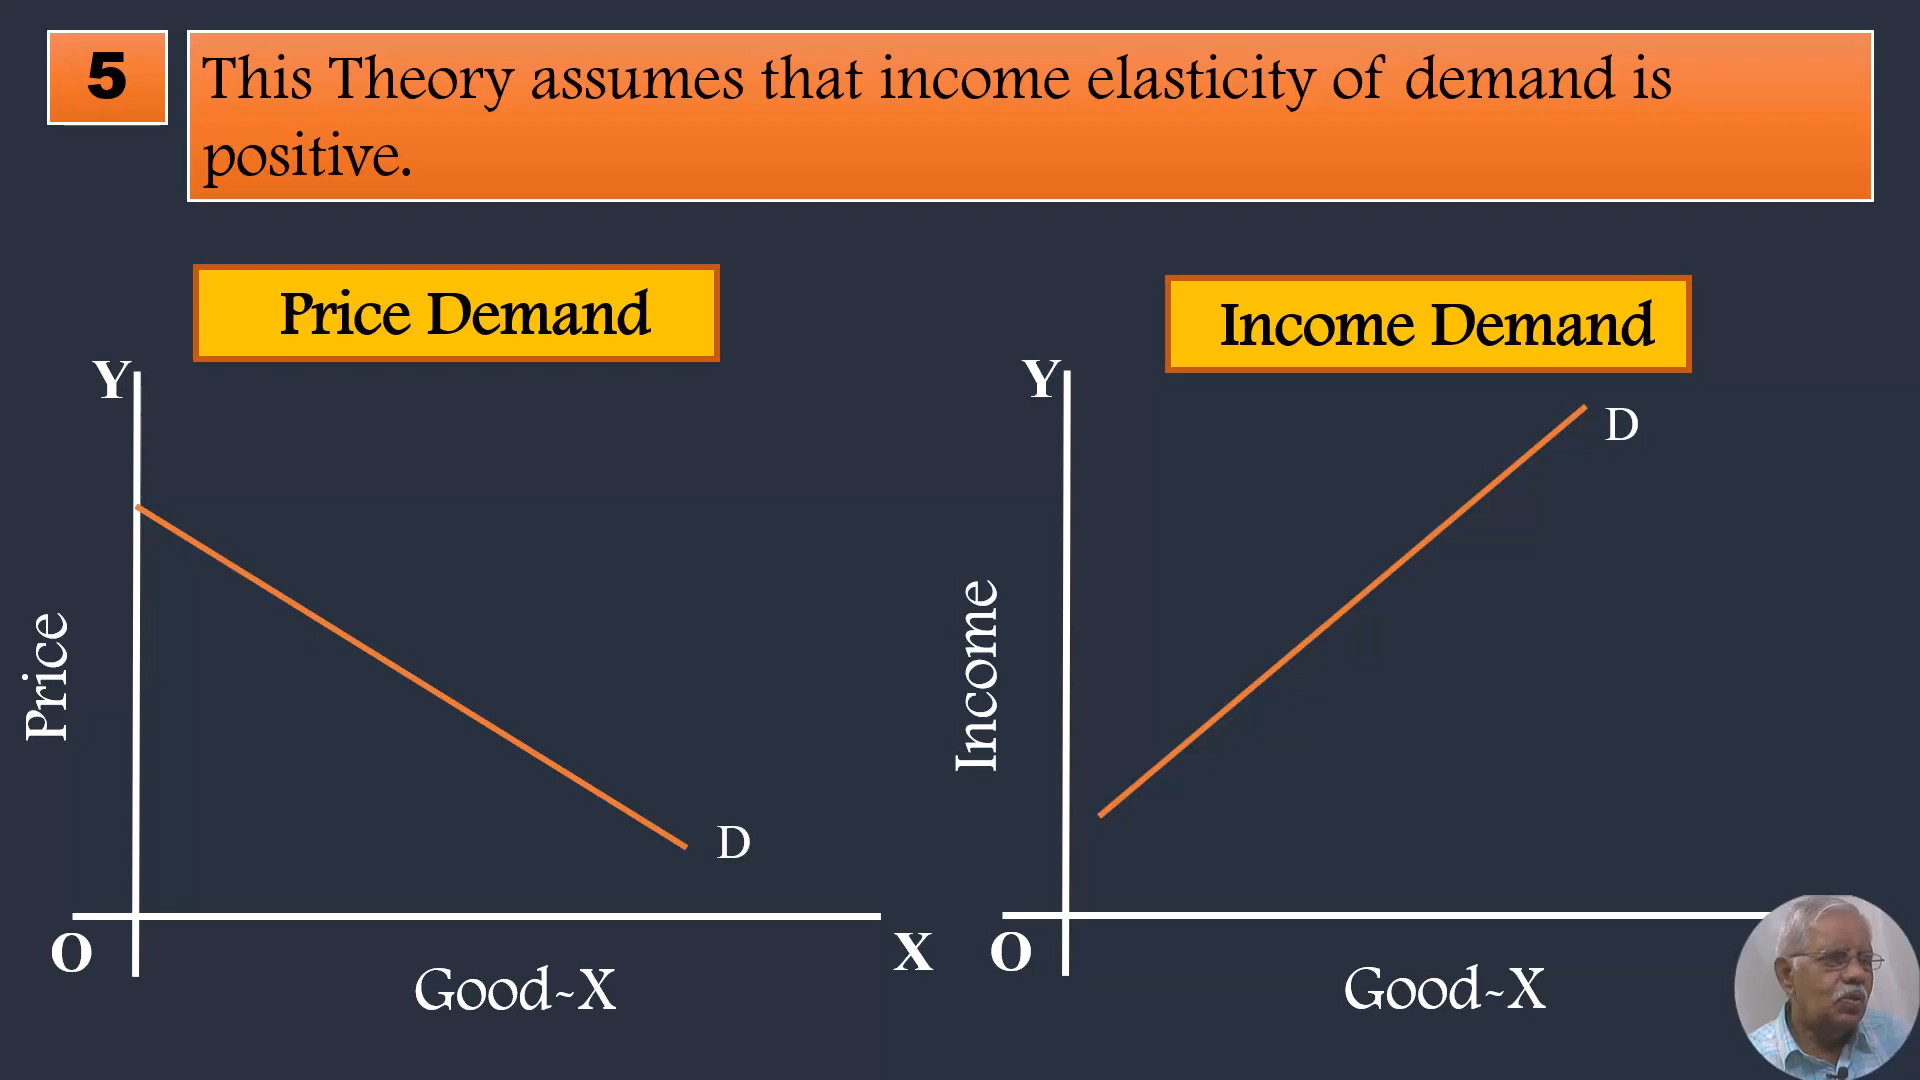 5
This Theory assumes that income elasticity of demand is
positive.
Price Demand
Y
Price
D
O
X
Good~X
Income Demand
Y
D
Income
O
Good~X